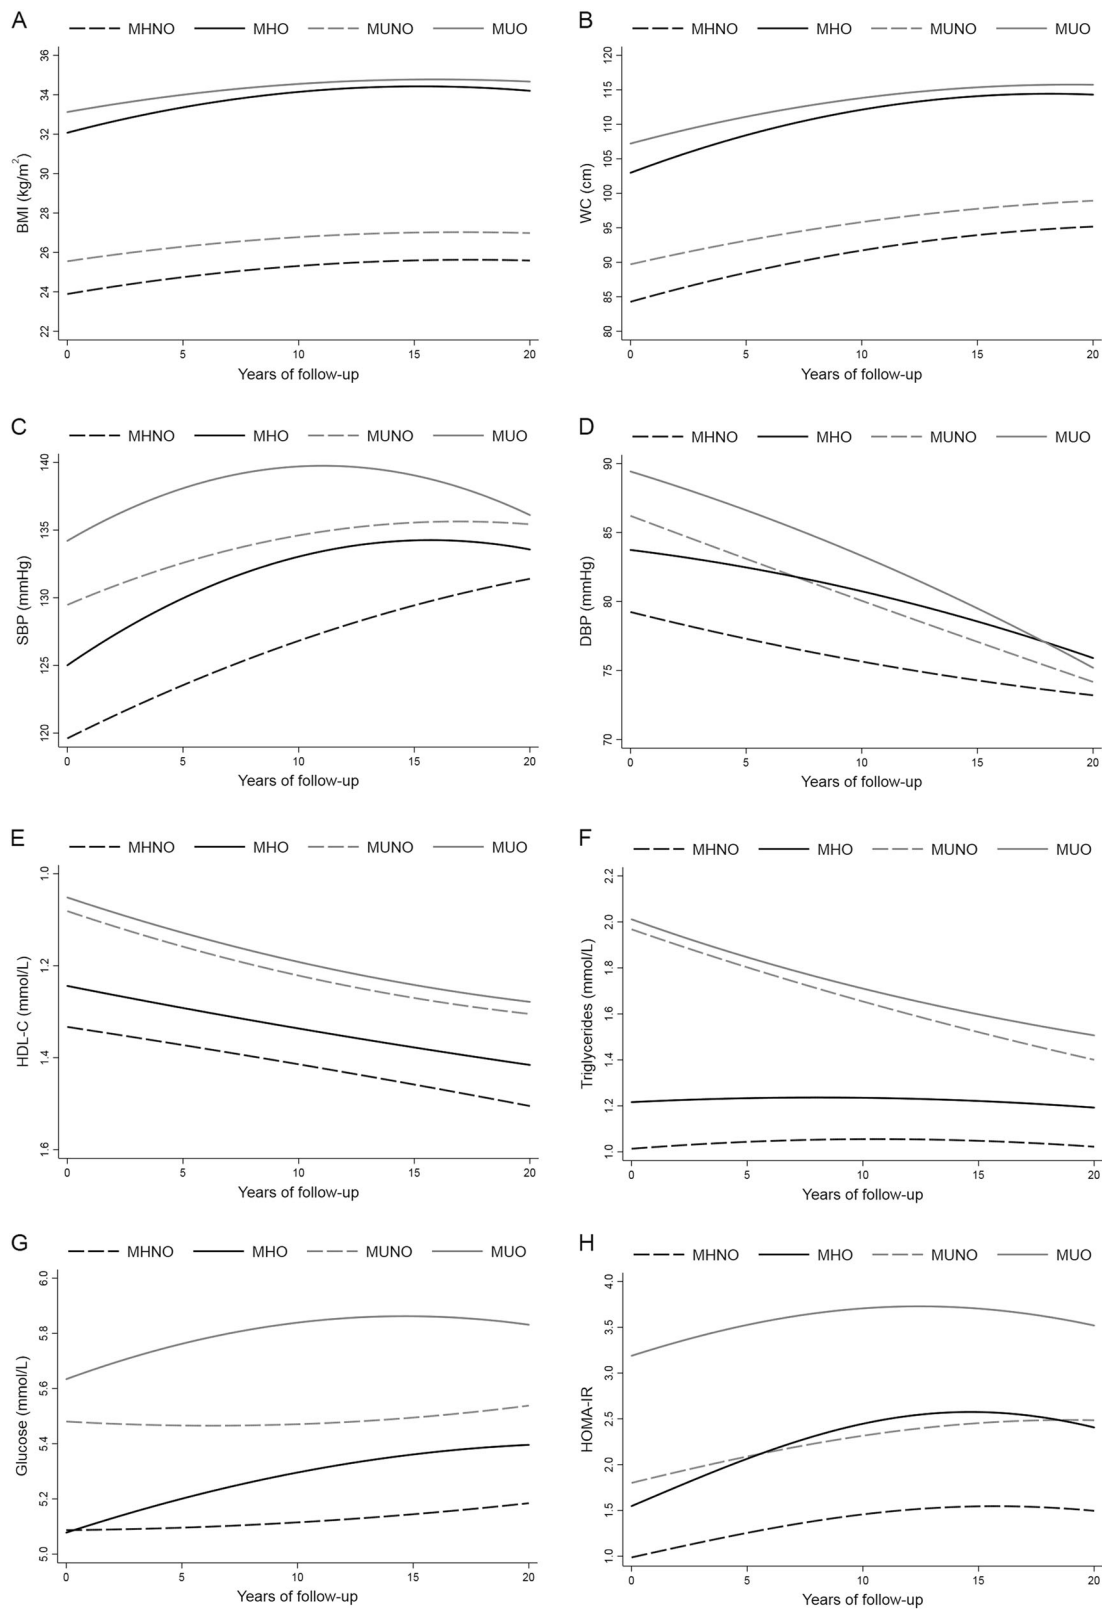 A
MHNO MHO MUNO MUO
BMI (kg/m²)
36
34
32
30
28
26
24
22
0 5 10 15 20
Years of follow-up
B
MHNO MHO MUNO MUO
WC (cm)
120
115
110
105
100
95
90
85
80
0 5 10 15 20
Years of follow-up
C
MHNO MHO MUNO MUO
SBP (mmHg)
140
135
130
125
120
0 5 10 15 20
Years of follow-up
D
MHNO MHO MUNO MUO
DBP (mmHg)
90
85
80
75
70
0 5 10 15 20
Years of follow-up
E
MHNO MHO MUNO MUO
HDL-C (mmol/L)
1.0
1.2
1.4
1.6
0 5 10 15 20
Years of follow-up
F
MHNO MHO MUNO MUO
Triglycerides (mmol/L)
2.2
2.0
1.8
1.6
1.4
1.2
1.0
0 5 10 15 20
Years of follow-up
G
MHNO MHO MUNO MUO
Glucose (mmol/L)
6.0
5.8
5.6
5.4
5.2
5.0
0 5 10 15 20
Years of follow-up
H
MHNO MHO MUNO MUO
HOMA-IR
4.0
3.5
3.0
2.5
2.0
1.5
1.0
0 5 10 15 20
Years of follow-up